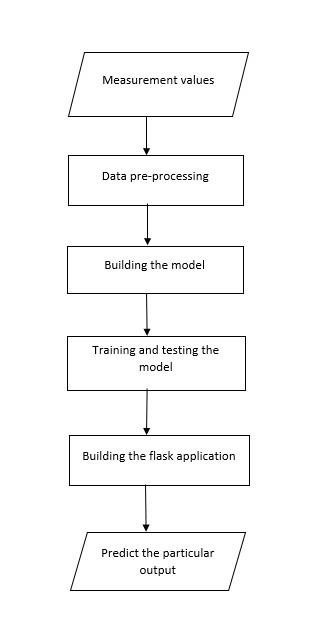 Measurement values
Data pre-processing
Building the model
Training and testing the
model
Building the flask application
Predict the particular
output